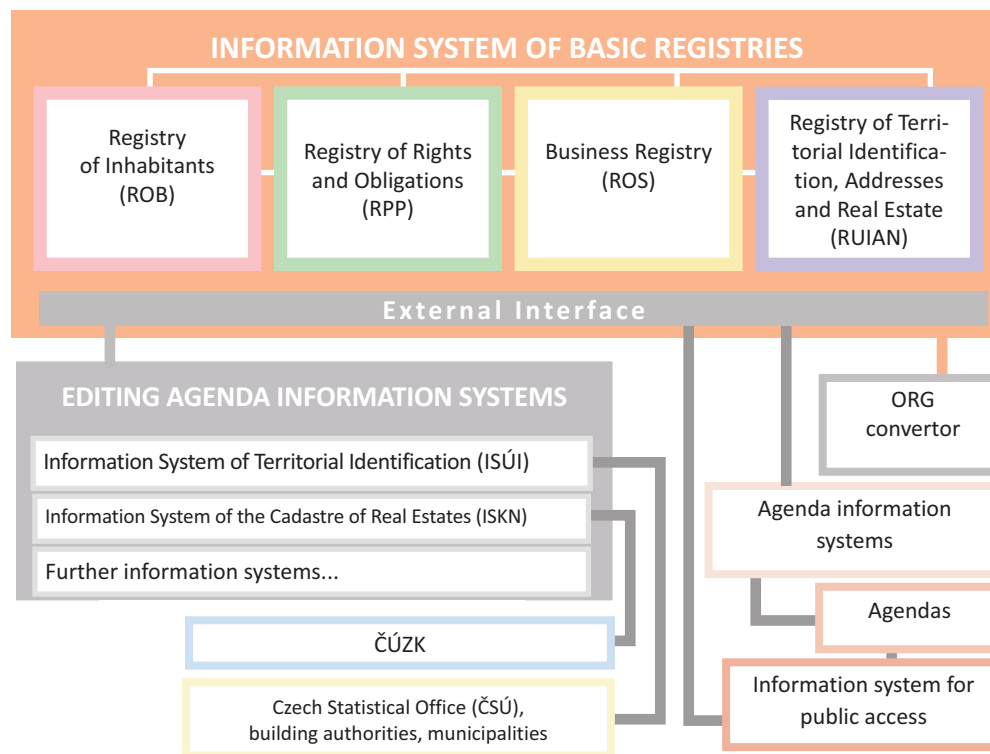 INFORMATION SYSTEM OF BASIC REGISTRIES
Registry
of Inhabitants
(ROB)
Registry of Rights
and Obligations
(RPP)
Business Registry
(ROS)
Registry of Terri-
torial Identifica-
tion, Addresses
and Real Estate
(RUIAN)
External Interface
EDITING AGENDA INFORMATION SYSTEMS
Information System of Territorial Identification (ISÚI)
Information System of the Cadastre of Real Estates (ISKN)
Further information systems...
ČÚZK
Czech Statistical Office (ČSÚ),
building authorities, municipalities
ORG
convertor
Agenda information
systems
Agendas
Information system for
public access